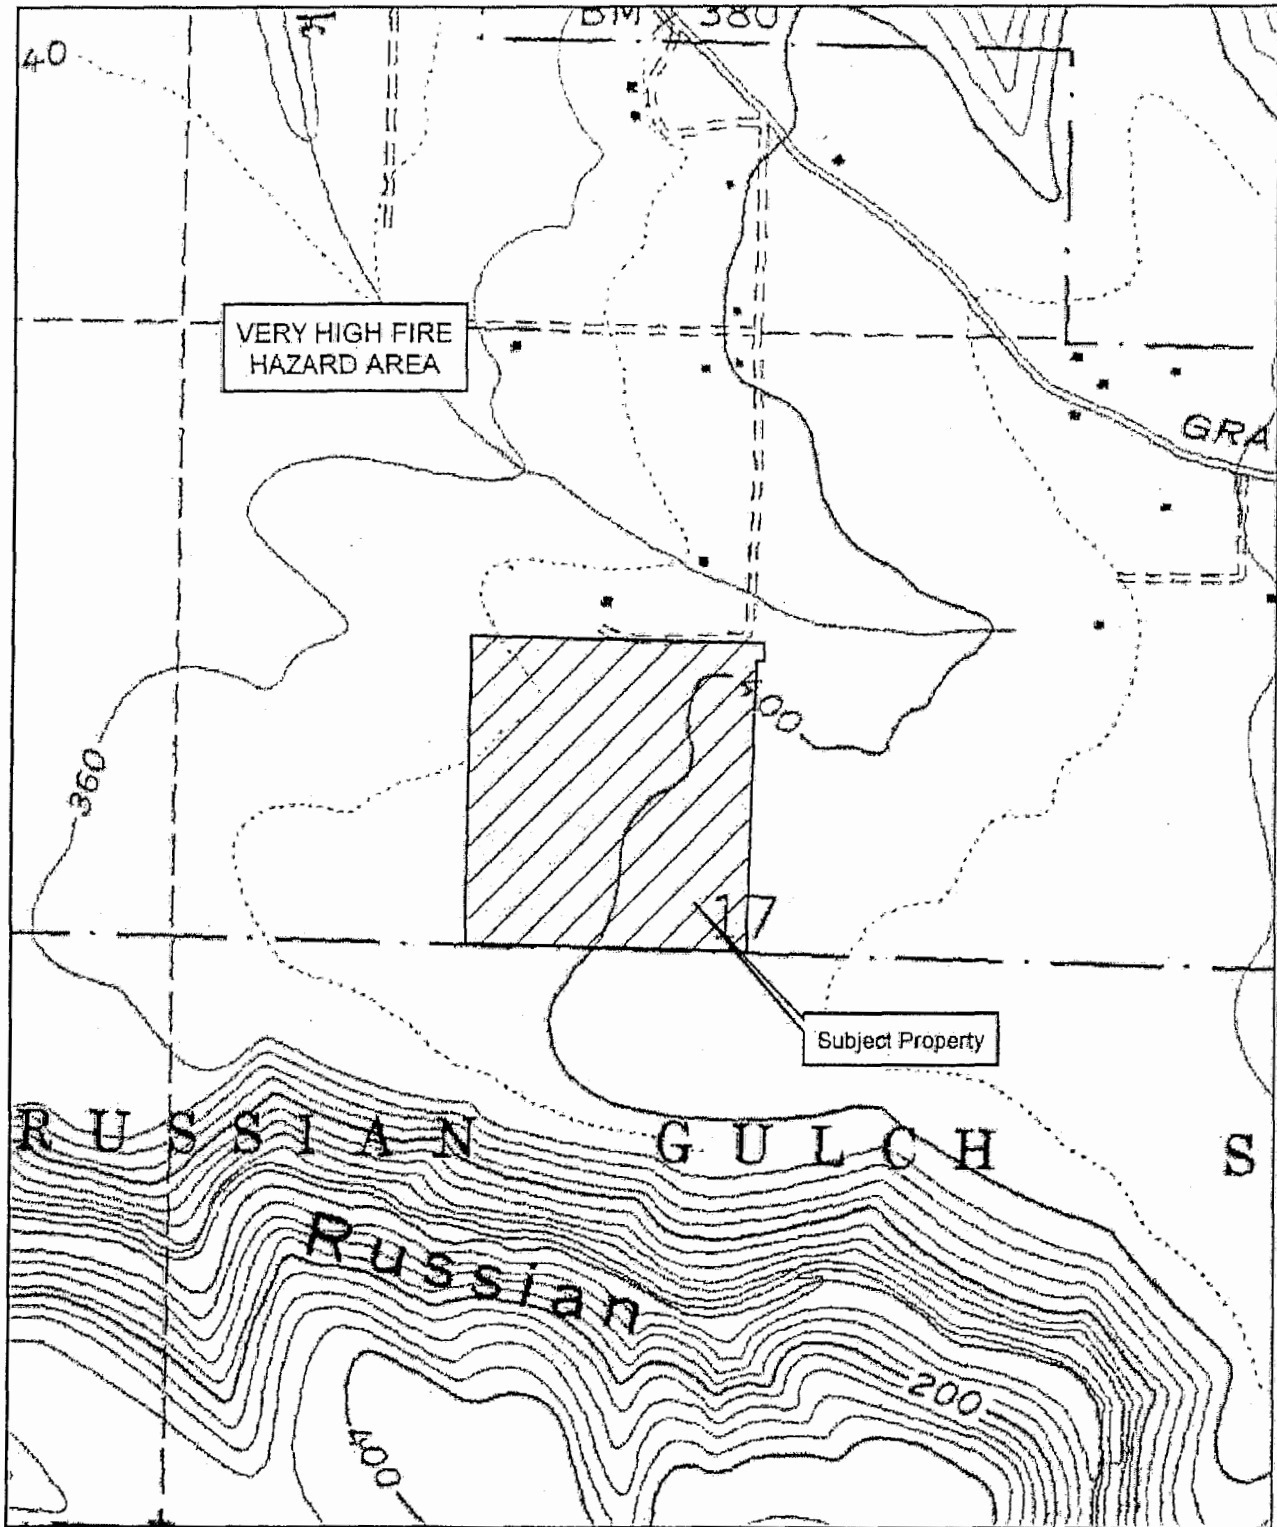 BM 380
40
VERY HIGH FIRE
HAZARD AREA
GRA
400
360
17
Subject Property
RUSSIAN GULCH S
Russian
200
400